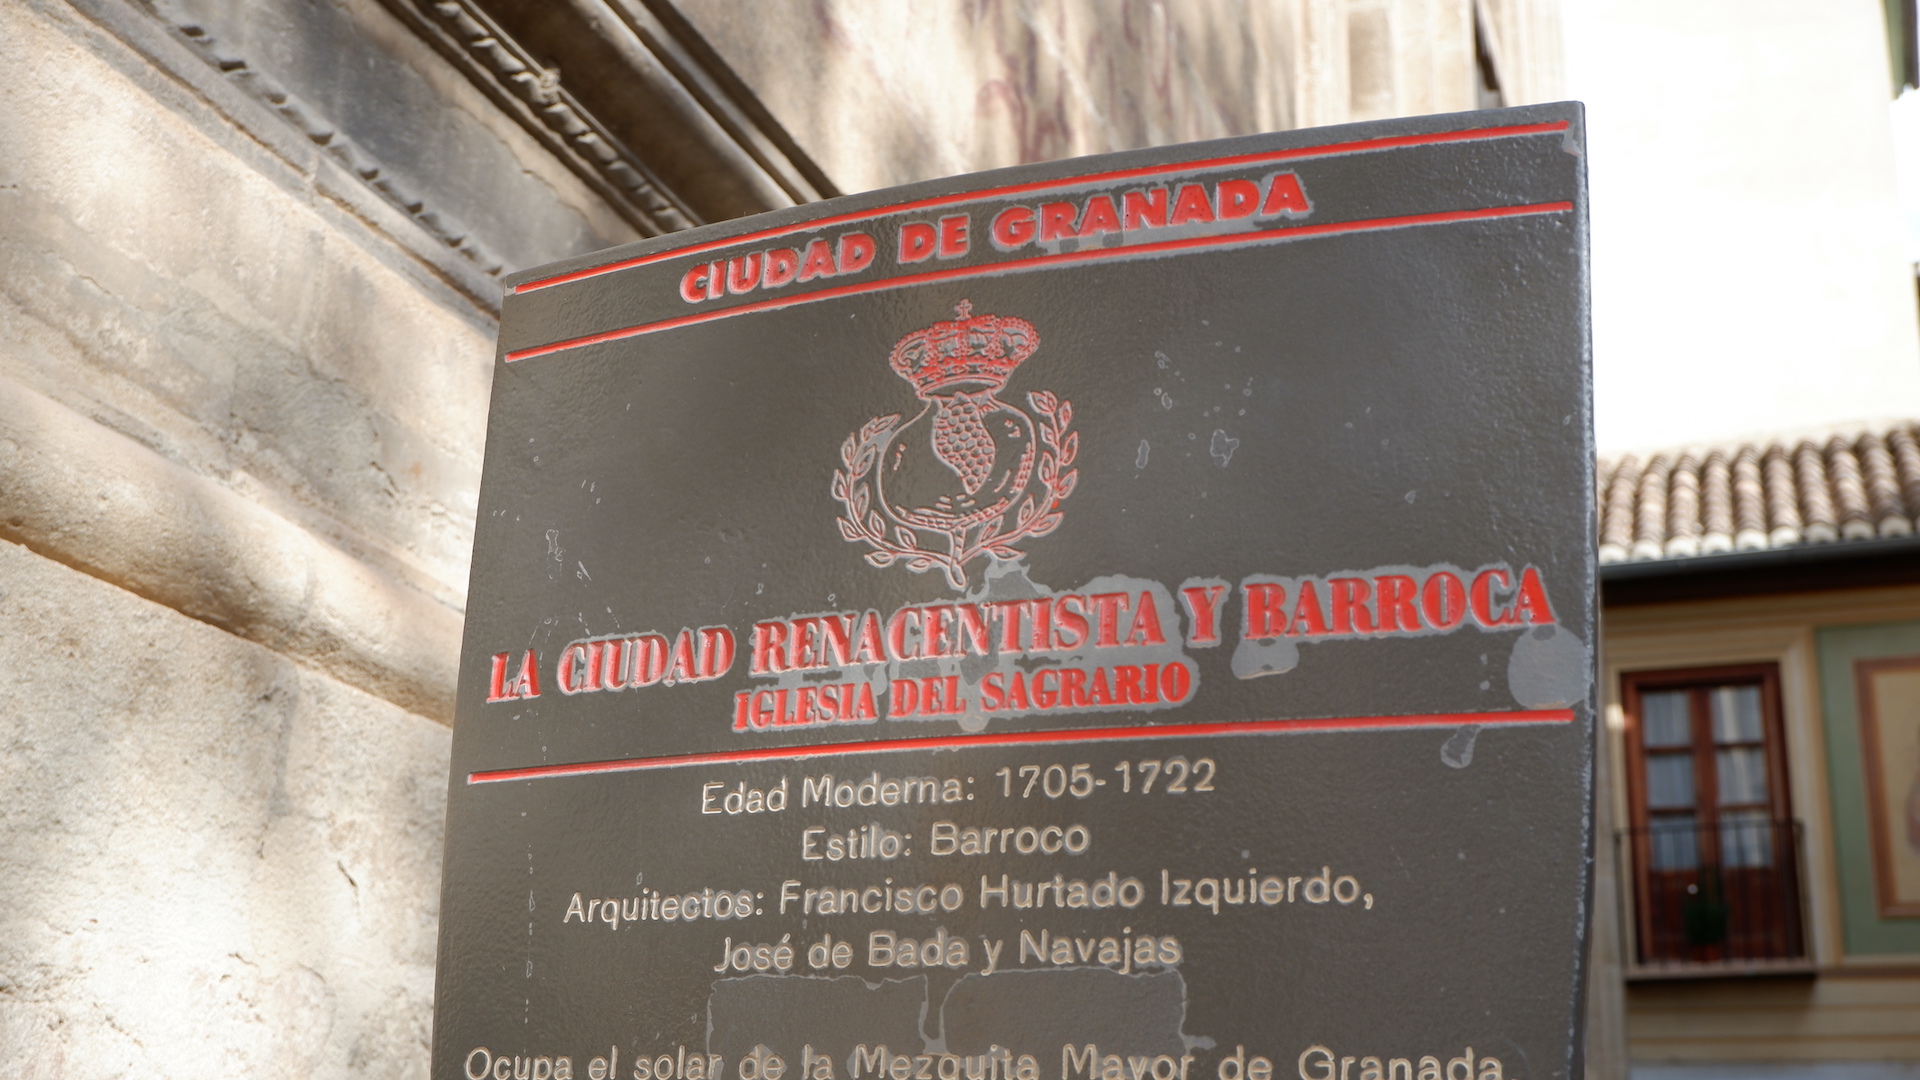 CIUDAD DE GRANADA
LA CIUDAD RENACENTISTA Y BARROCA
IGLESIA DEL SAGRARIO
Edad Moderna: 1705-1722
Estilo: Barroco
Arquitectos: Francisco Hurtado Izquierdo,
José de Bada y Navajas
Ocupa el solar de la Mezquita Mayor de Granada